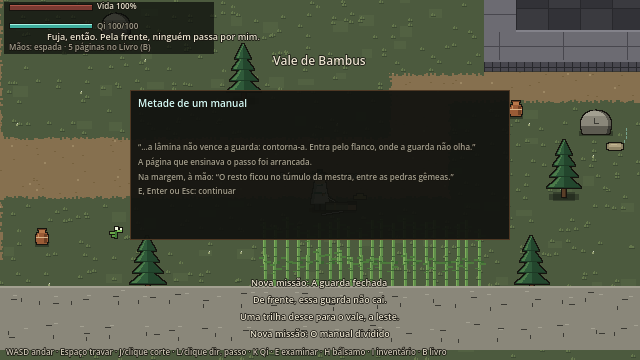 Vida 100%
Qi 100/100
Fuja, então. Pela frente, ninguém passa por mim.
Mãos: espada · 5 páginas no Livro (B)
Vale de Bambus
Metade de um manual
“...a lâmina não vence a guarda: contorna-a. Entra pelo flanco, onde a guarda não olha.”
A página que ensinava o passo foi arrancada.
Na margem, à mão: “O resto ficou no túmulo da mestra, entre as pedras gêmeas.”
E, Enter ou Esc: continuar
Nova missão: A guarda fechada
De frente, essa guarda não cai.
Uma trilha desce para o vale, a leste.
Nova missão: O manual dividido
WASD andar · Espaço travar · J/clique corte · L/clique dir. passo · K Qi · E examinar · H bálsamo · I inventário · B livro